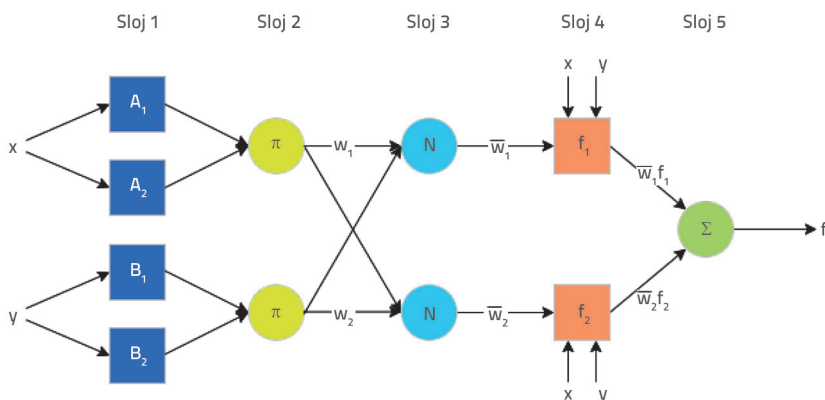 Sloj 1 Sloj 2 Sloj 3 Sloj 4 Sloj 5
x y
A₁
π w₁ N w̅₁ f₁
x
A₂
w̅₁f₁
Σ f
B₁
w̅₂f₂
y
π w₂ N w̅₂ f₂
B₂
x y